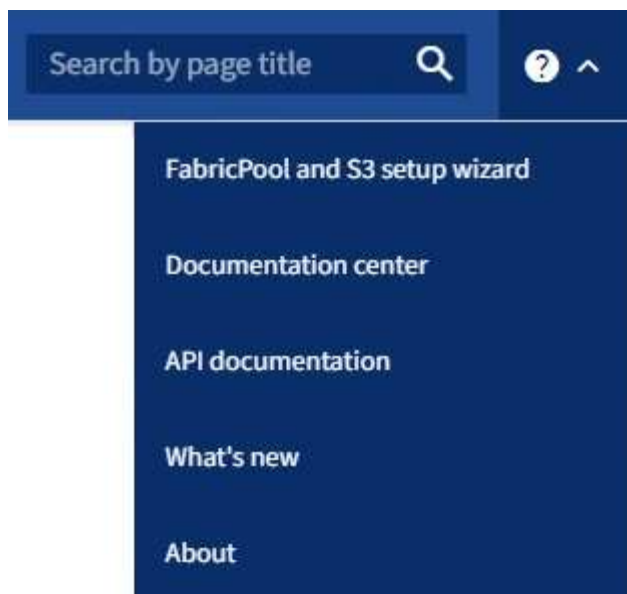 Search by page title
FabricPool and S3 setup wizard
Documentation center
API documentation
What's new
About